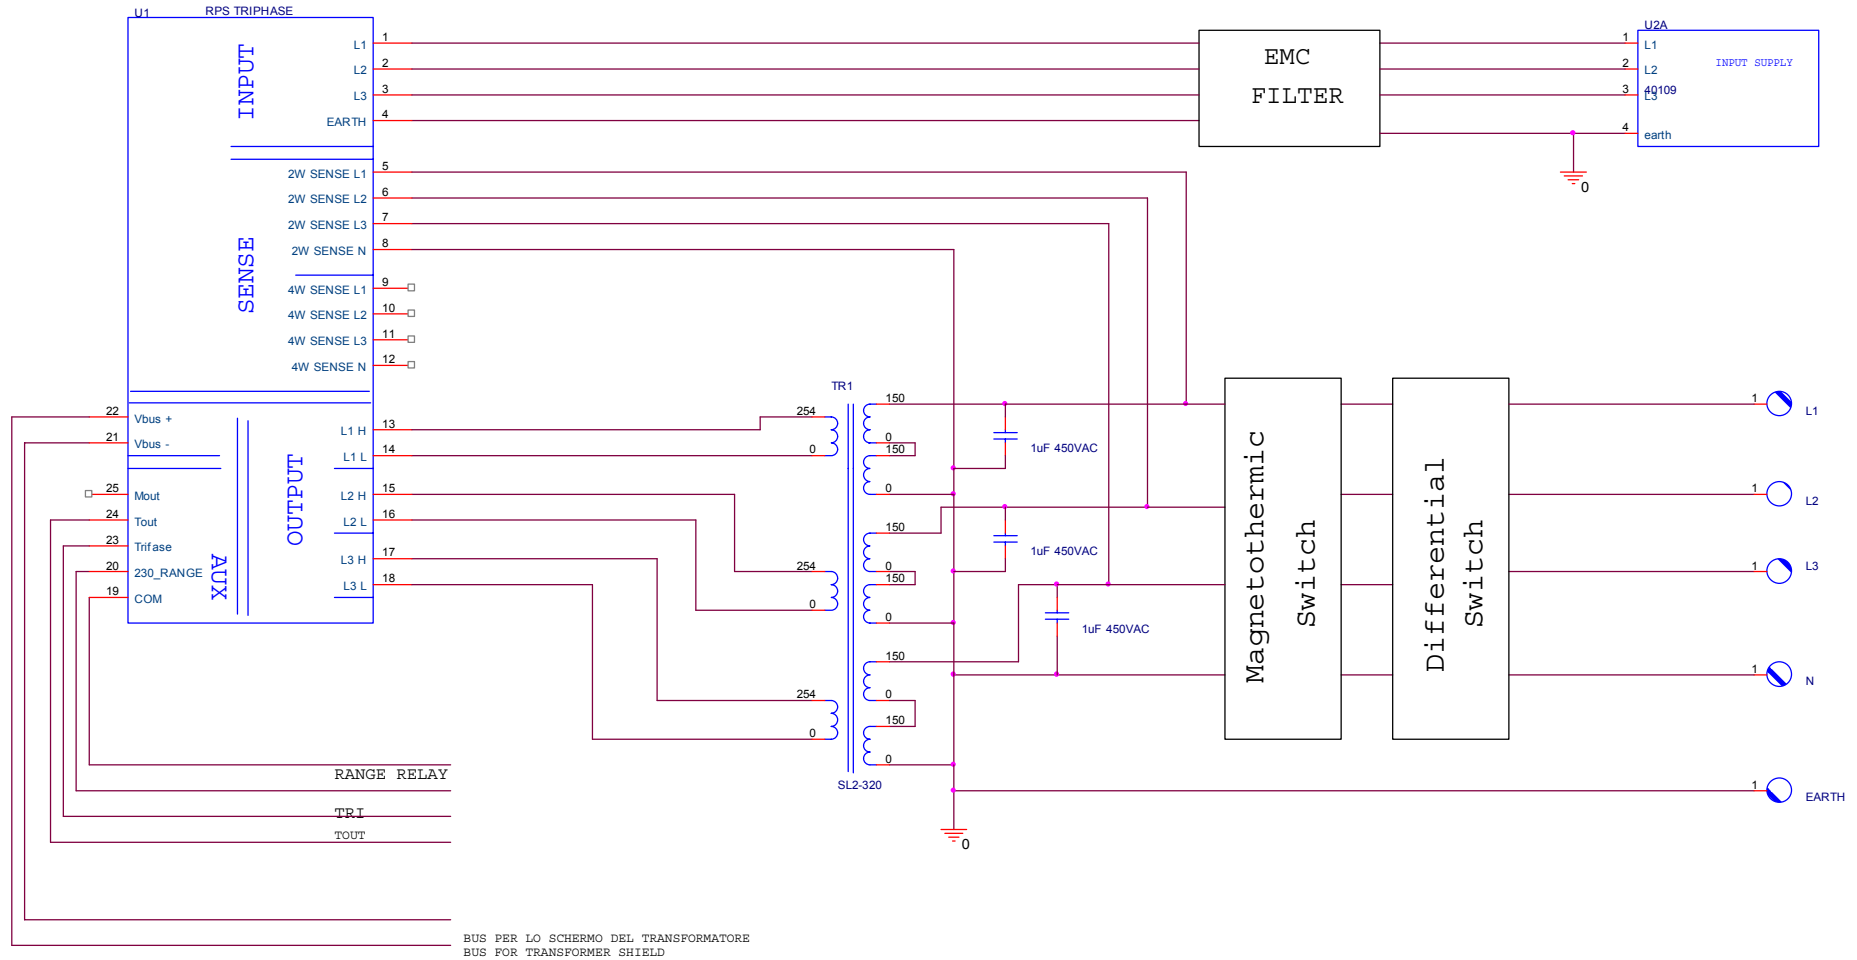 U1
RPS TRIPHASE
INPUT
L1 1
L2 2
L3 3
EARTH 4
EMC
FILTER
U2A
1 L1
2 L2
3 L3
40109
4 earth
INPUT SUPPLY
0
SENSE
2W SENSE L1 5
2W SENSE L2 6
2W SENSE L3 7
2W SENSE N 8
4W SENSE L1 9
4W SENSE L2 10
4W SENSE L3 11
4W SENSE N 12
22 Vbus +
21 Vbus -
25 Mout
24 Tout
23 Trifase
20 230_RANGE
19 COM
AUX
OUTPUT
L1 H 13
L1 L 14
L2 H 15
L2 L 16
L3 H 17
L3 L 18
TR1
254
0
254
0
254
0
150
0
150
0
150
0
150
0
150
0
150
0
SL2-320
1uF 450VAC
1uF 450VAC
1uF 450VAC
Magnetothermic
Switch
Differential
Switch
1 L1
1 L2
1 L3
1 N
1 EARTH
0
RANGE RELAY
TRI
TOUT
BUS PER LO SCHERMO DEL TRANSFORMATORE
BUS FOR TRANSFORMER SHIELD